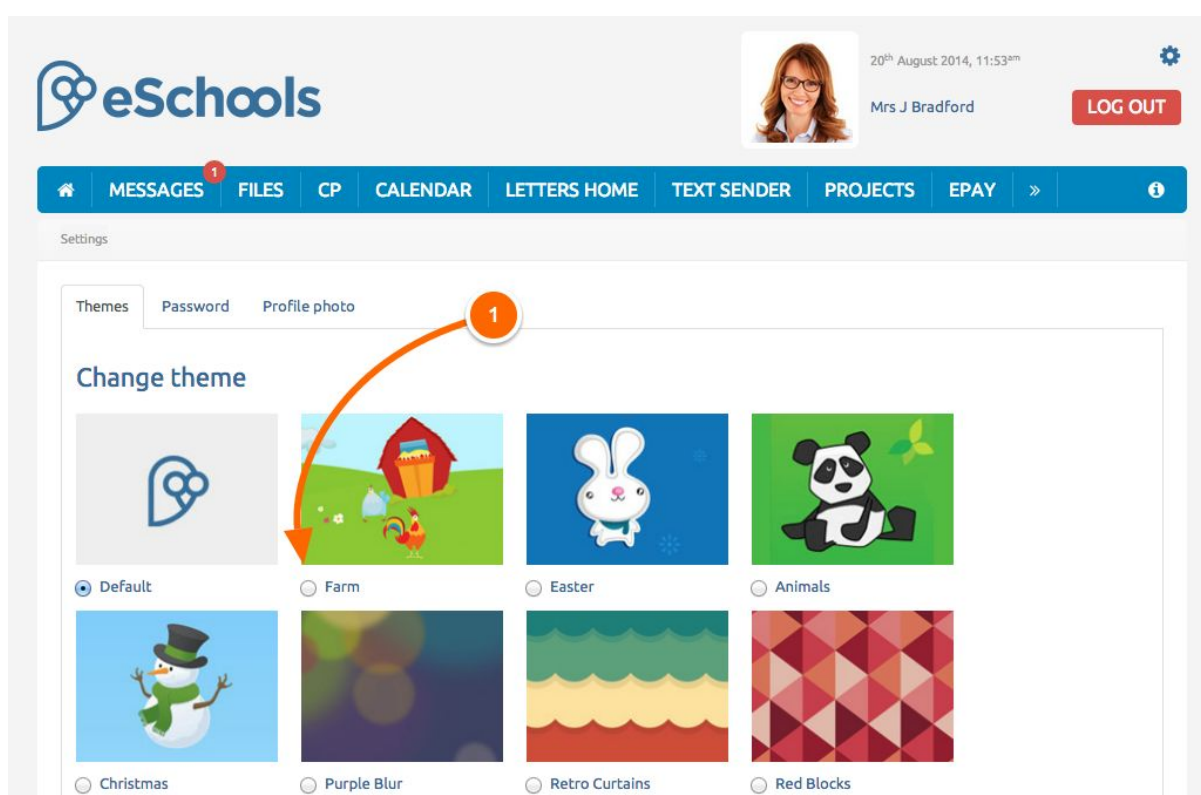 eSchools
20th August 2014, 11:53am
Mrs J Bradford
LOG OUT
MESSAGES 1 FILES CP CALENDAR LETTERS HOME TEXT SENDER PROJECTS EPAY »
Settings
Themes Password Profile photo
1
Change theme
Default Farm Easter Animals
Christmas Purple Blur Retro Curtains Red Blocks